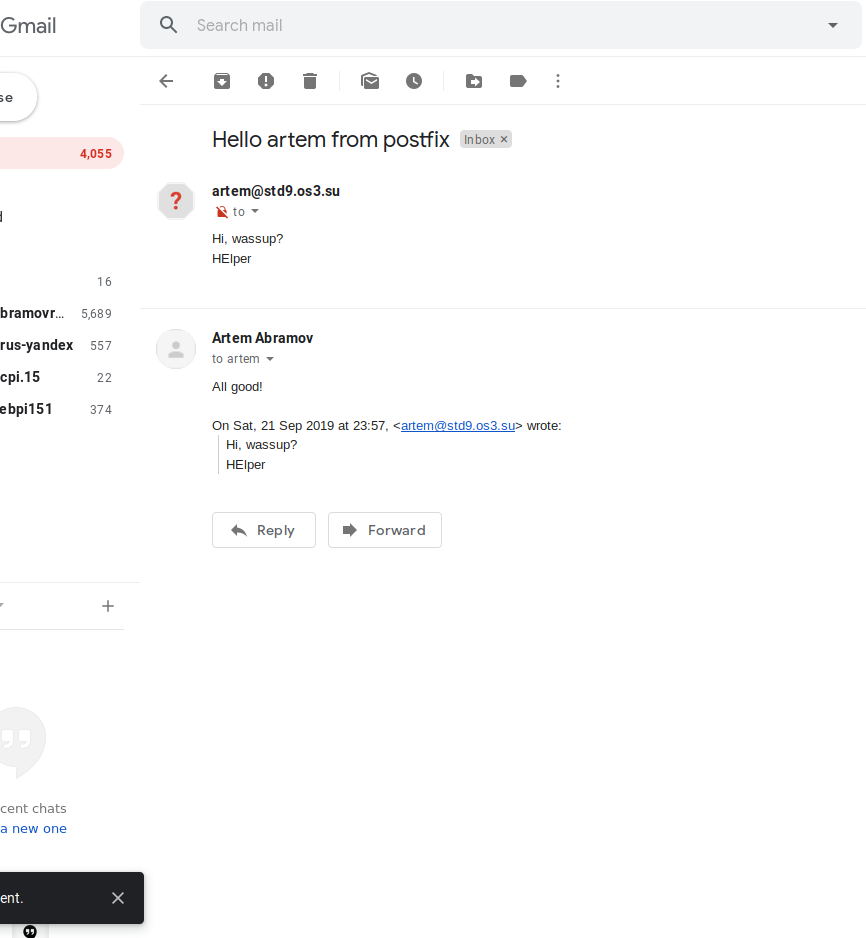 Gmail
Search mail
se
4,055
Hello artem from postfix
Inbox ×
artem@std9.os3.su
to
d
Hi, wassup?
HElper
16
bramovr… 5,689
Artem Abramov
rus-yandex 557
to artem
cpi.15 22
All good!
ebpi151 374
On Sat, 21 Sep 2019 at 23:57, <artem@std9.os3.su> wrote:
Hi, wassup?
HElper
Reply
Forward
cent chats
a new one
ent.